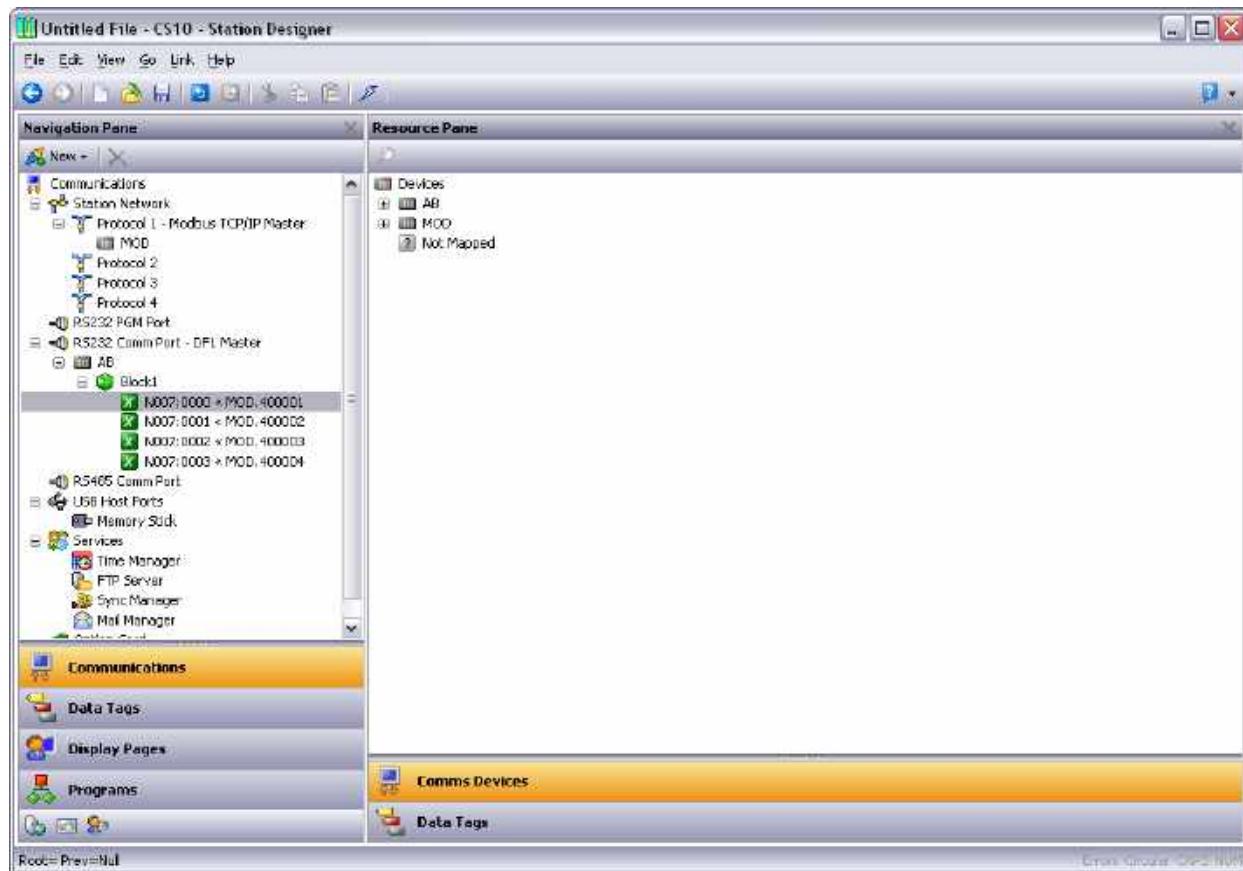 Untitled File - CS10 - Station Designer
File Edit View Go Link Help
Navigation Pane
New
Communications
Station Network
Protocol 1 - Modbus TCP/IP Master
MOD
Protocol 2
Protocol 3
Protocol 4
RS232 PGM Port
RS232 Comm Port - DF1 Master
AB
Block1
N007:0000 < MOD.400001
N007:0001 < MOD.400002
N007:0002 < MOD.400003
N007:0003 < MOD.400004
RS485 Comm Port
USB Host Ports
Memory Stick
Services
Time Manager
FTP Server
Sync Manager
Mail Manager
Option Card
Communications
Data Tags
Display Pages
Programs
Resource Pane
Devices
AB
MOD
Not Mapped
Comms Devices
Data Tags
Root= Prev=Null